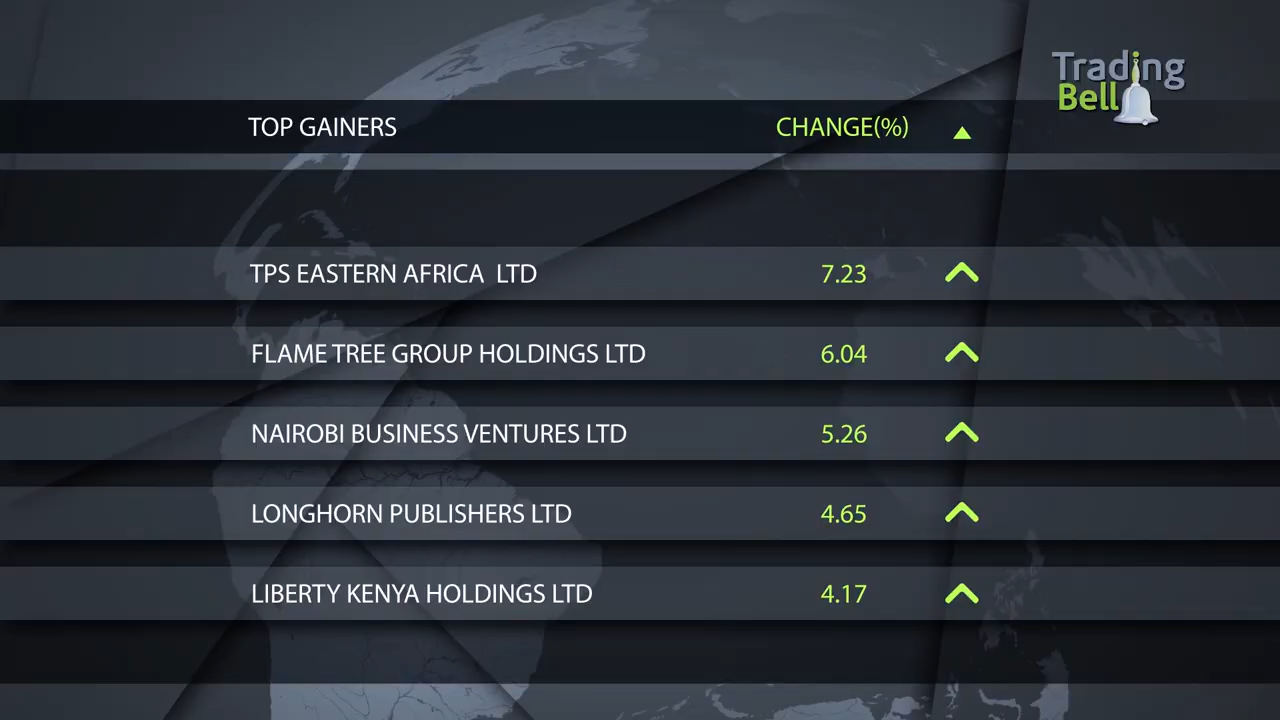 Trading
Bell
TOP GAINERS CHANGE(%) ▲
TPS EASTERN AFRICA LTD 7.23
FLAME TREE GROUP HOLDINGS LTD 6.04
NAIROBI BUSINESS VENTURES LTD 5.26
LONGHORN PUBLISHERS LTD 4.65
LIBERTY KENYA HOLDINGS LTD 4.17